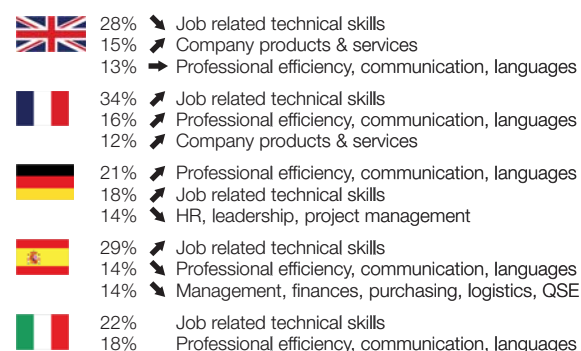 28% ➘ Job related technical skills
15% ➚ Company products & services
13% ➡ Professional efficiency, communication, languages
34% ➚ Job related technical skills
16% ➚ Professional efficiency, communication, languages
12% ➚ Company products & services
21% ➚ Professional efficiency, communication, languages
18% ➚ Job related technical skills
14% ➘ HR, leadership, project management
29% ➚ Job related technical skills
14% ➘ Professional efficiency, communication, languages
14% ➘ Management, finances, purchasing, logistics, QSE
22% Job related technical skills
18% Professional efficiency, communication, languages